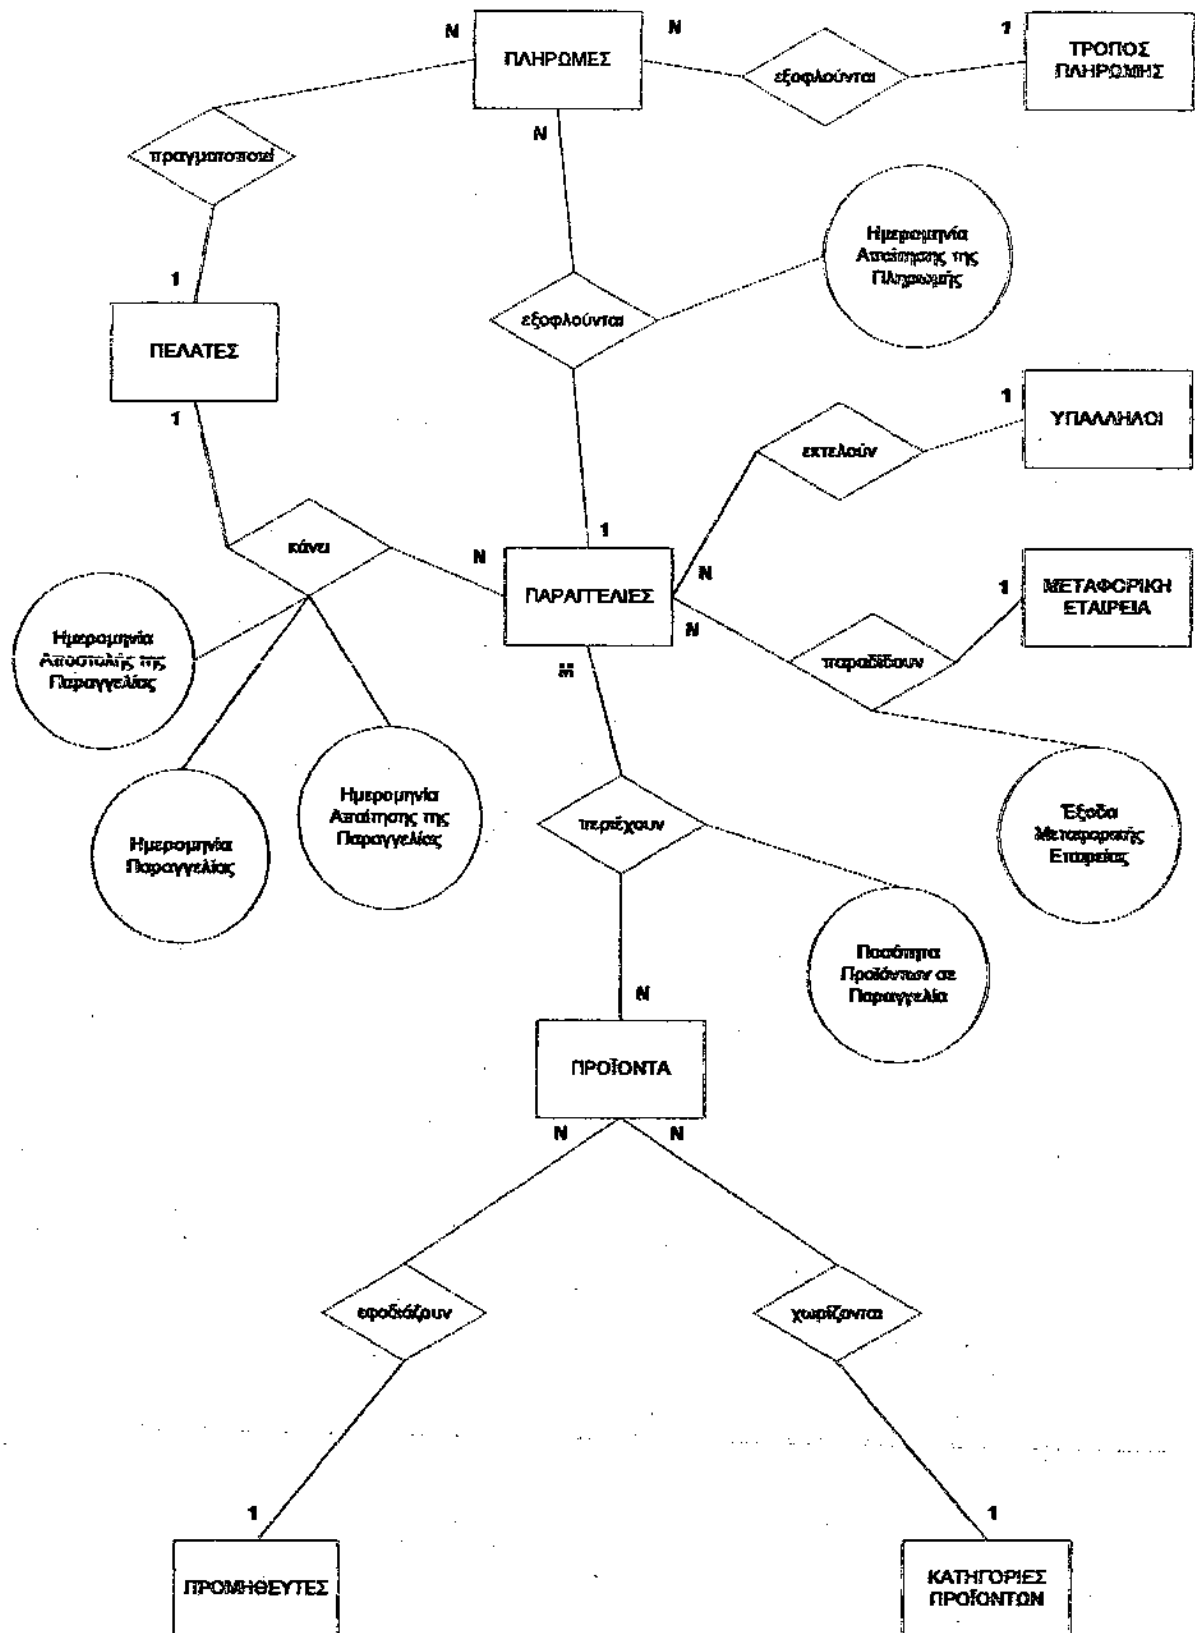 N
ΠΛΗΡΩΜΕΣ
N
εξοφλούνται
1
ΤΡΟΠΟΣ
ΠΛΗΡΩΜΗΣ
N
πραγματοποιεί
Ημερομηνία
Απαίτησης της
Πληρωμής
1
ΠΕΛΑΤΕΣ
1
εξοφλούνται
1
ΥΠΑΛΛΗΛΟΙ
εκτελούν
1
κάνει
N
ΠΑΡΑΓΓΕΛΙΕΣ
N
N
1
ΜΕΤΑΦΟΡΙΚΗ
ΕΤΑΙΡΕΙΑ
Ημερομηνία
Αποστολής της
Παραγγελίας
M
παραδίδουν
Ημερομηνία
Απαίτησης της
Παραγγελίας
περιέχουν
Έξοδα
Μεταφορικής
Εταιρείας
Ημερομηνία
Παραγγελίας
Ποσότητα
Προϊόντων σε
Παραγγελία
N
ΠΡΟΪΟΝΤΑ
N
N
εφοδιάζουν
χωρίζονται
1
1
ΠΡΟΜΗΘΕΥΤΕΣ
ΚΑΤΗΓΟΡΙΕΣ
ΠΡΟΪΟΝΤΩΝ